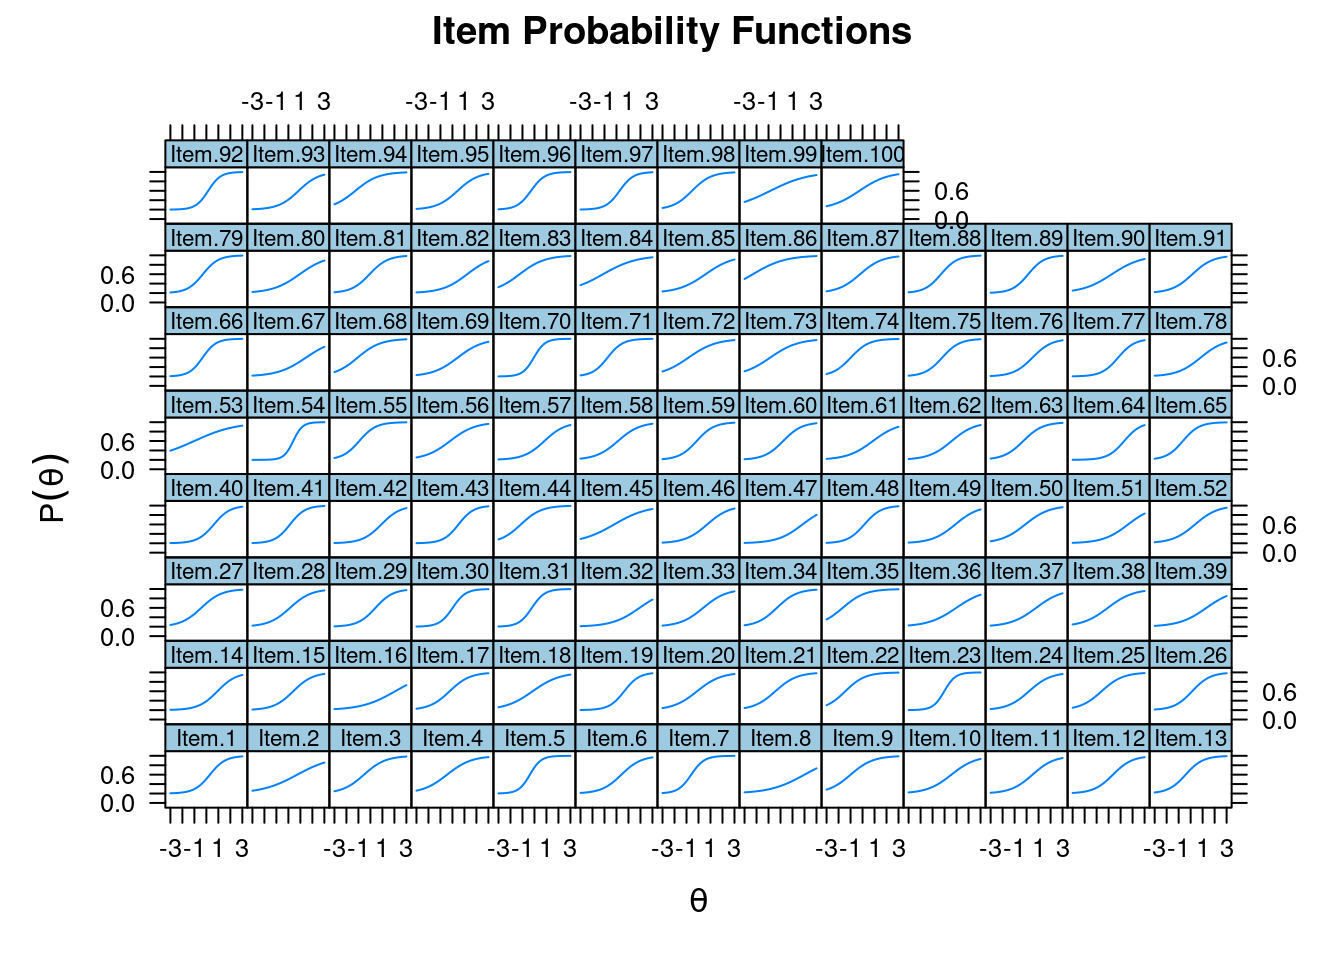 Item Probability Functions
-3 -1 1 3 -3 -1 1 3 -3 -1 1 3 -3 -1 1 3
Item.92 Item.93 Item.94 Item.95 Item.96 Item.97 Item.98 Item.99 Item.100
0.6
0.0
Item.79 Item.80 Item.81 Item.82 Item.83 Item.84 Item.85 Item.86 Item.87 Item.88 Item.89 Item.90 Item.91
0.6
0.0
Item.66 Item.67 Item.68 Item.69 Item.70 Item.71 Item.72 Item.73 Item.74 Item.75 Item.76 Item.77 Item.78
0.6
0.0
Item.53 Item.54 Item.55 Item.56 Item.57 Item.58 Item.59 Item.60 Item.61 Item.62 Item.63 Item.64 Item.65
0.6
0.0
P(θ)
Item.40 Item.41 Item.42 Item.43 Item.44 Item.45 Item.46 Item.47 Item.48 Item.49 Item.50 Item.51 Item.52
0.6
0.0
Item.27 Item.28 Item.29 Item.30 Item.31 Item.32 Item.33 Item.34 Item.35 Item.36 Item.37 Item.38 Item.39
0.6
0.0
Item.14 Item.15 Item.16 Item.17 Item.18 Item.19 Item.20 Item.21 Item.22 Item.23 Item.24 Item.25 Item.26
0.6
0.0
Item.1 Item.2 Item.3 Item.4 Item.5 Item.6 Item.7 Item.8 Item.9 Item.10 Item.11 Item.12 Item.13
0.6
0.0
-3 -1 1 3 -3 -1 1 3 -3 -1 1 3 -3 -1 1 3 -3 -1 1 3 -3 -1 1 3 -3 -1 1 3
θ